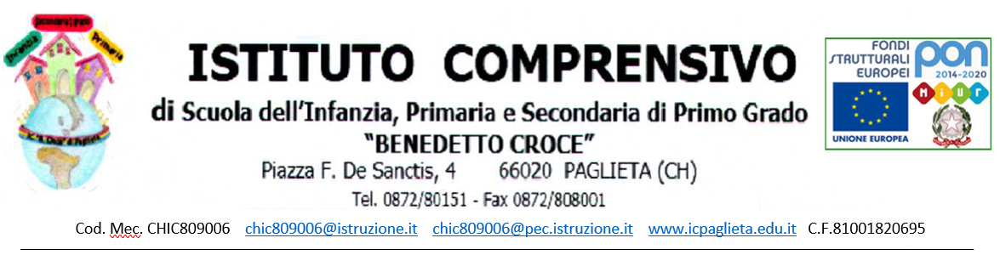 Infanzia
Primaria
ISTITUTO COMPRENSIVO
di Scuola dell'Infanzia, Primaria e Secondaria di Primo Grado
“BENEDETTO CROCE”
Piazza F. De Sanctis, 4 66020 PAGLIETA (CH)
Tel. 0872/80151 - Fax 0872/808001
FONDI
STRUTTURALI
EUROPEI
pon
2014-2020
MIUR
UNIONE EUROPEA
Cod. Mec. CHIC809006 chic809006@istruzione.it chic809006@pec.istruzione.it www.icpaglieta.edu.it C.F.81001820695